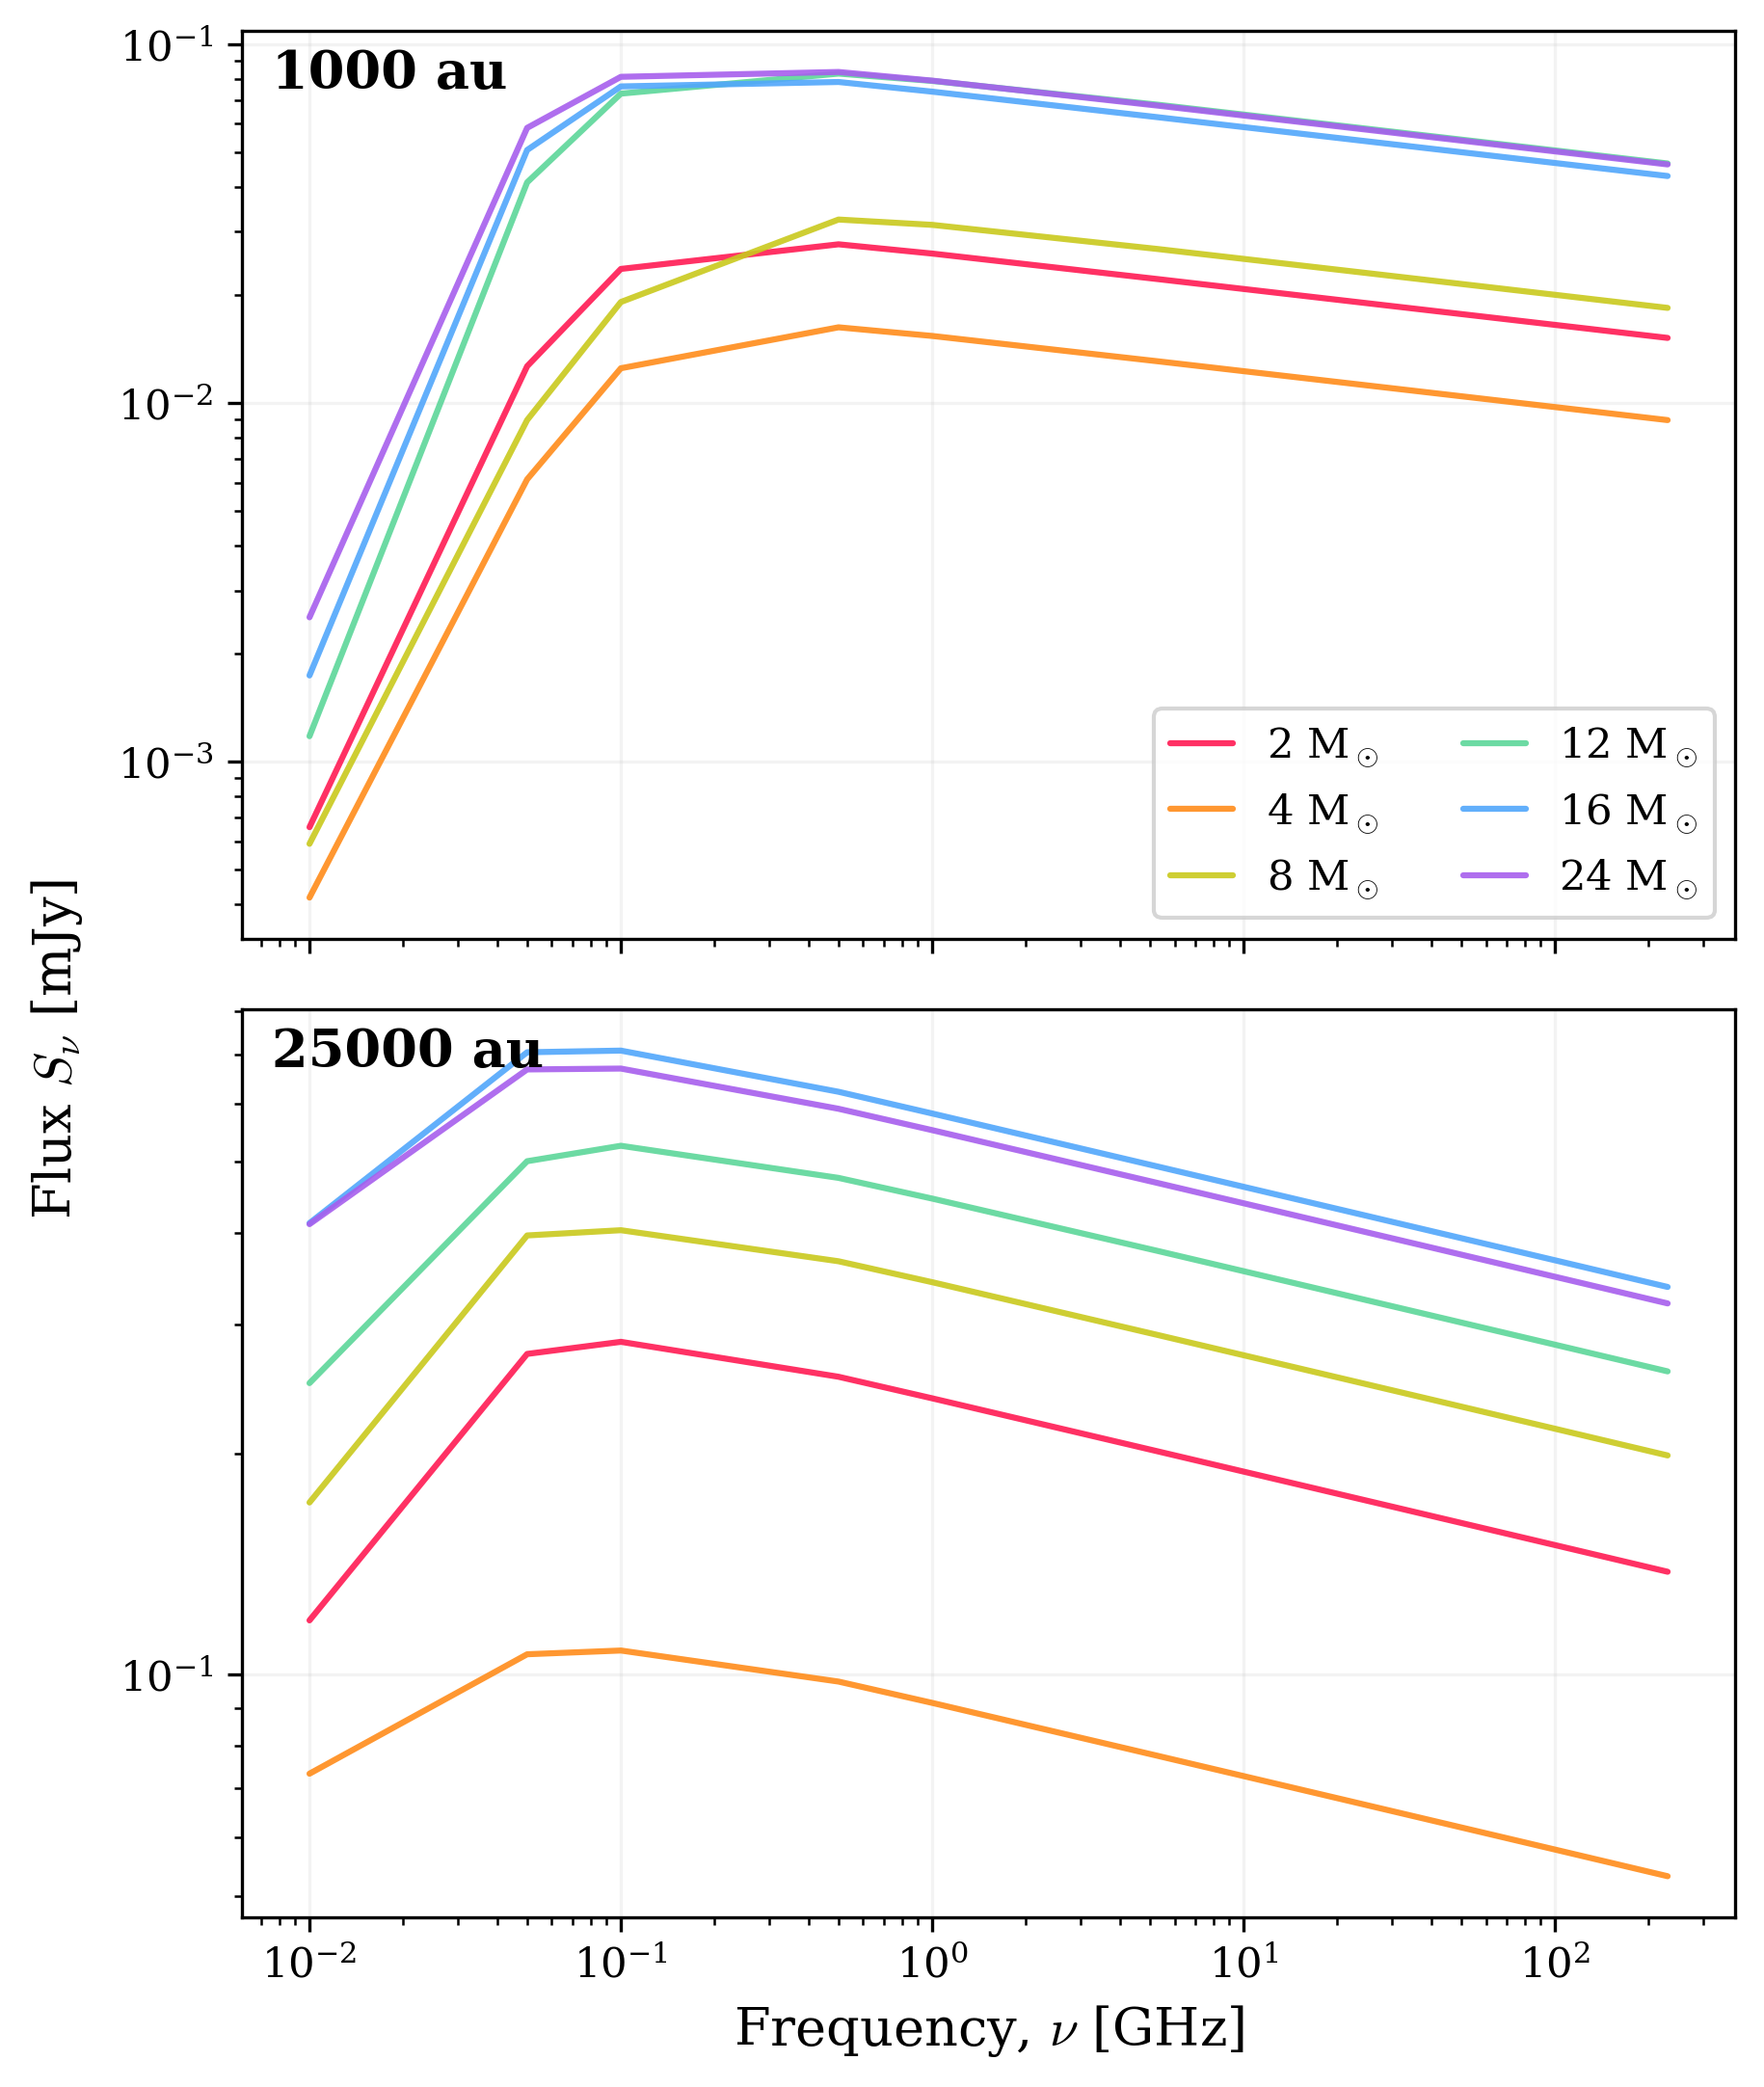 10⁻¹
1000 au
10⁻²
10⁻³
2 M☉
12 M☉
4 M☉
16 M☉
8 M☉
24 M☉
Flux Sν [mJy]
25000 au
10⁻¹
10⁻² 10⁻¹ 10⁰ 10¹ 10²
Frequency, ν [GHz]